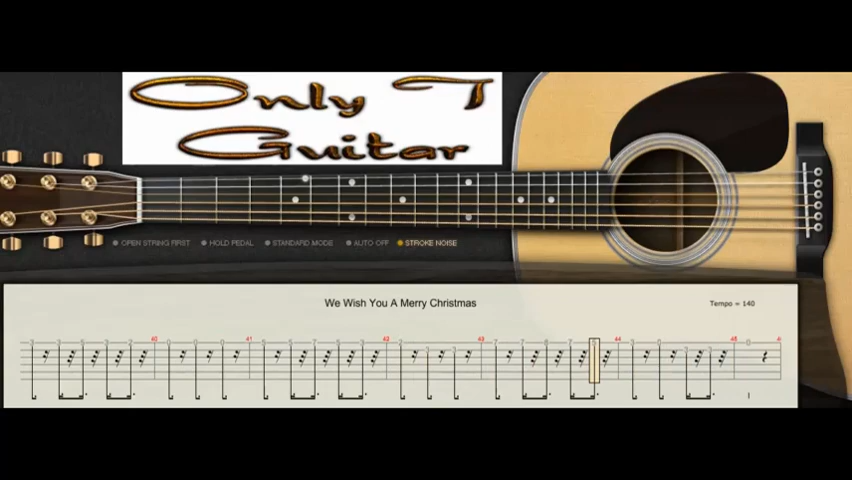 Only T
Guitar
OPEN STRING FIRST HOLD PEDAL STANDARD MODE AUTO OFF STROKE NOISE
We Wish You A Merry Christmas
Tempo = 140
40 41 42 43 44 45